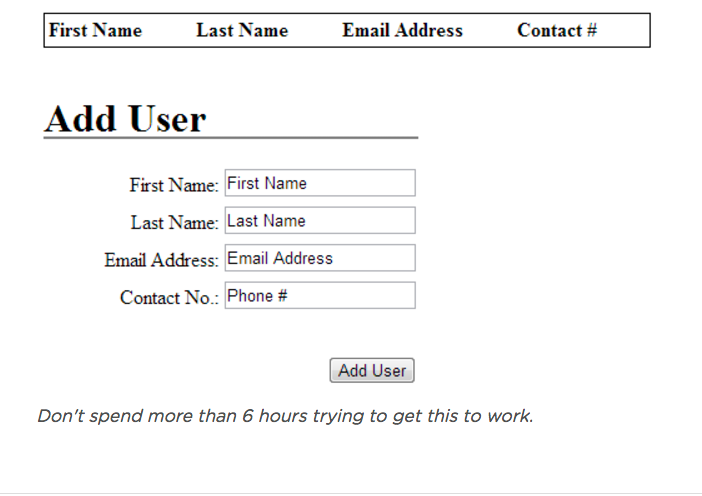 First Name Last Name Email Address Contact #
Add User
First Name: First Name
Last Name: Last Name
Email Address: Email Address
Contact No.: Phone #
Add User
Don't spend more than 6 hours trying to get this to work.